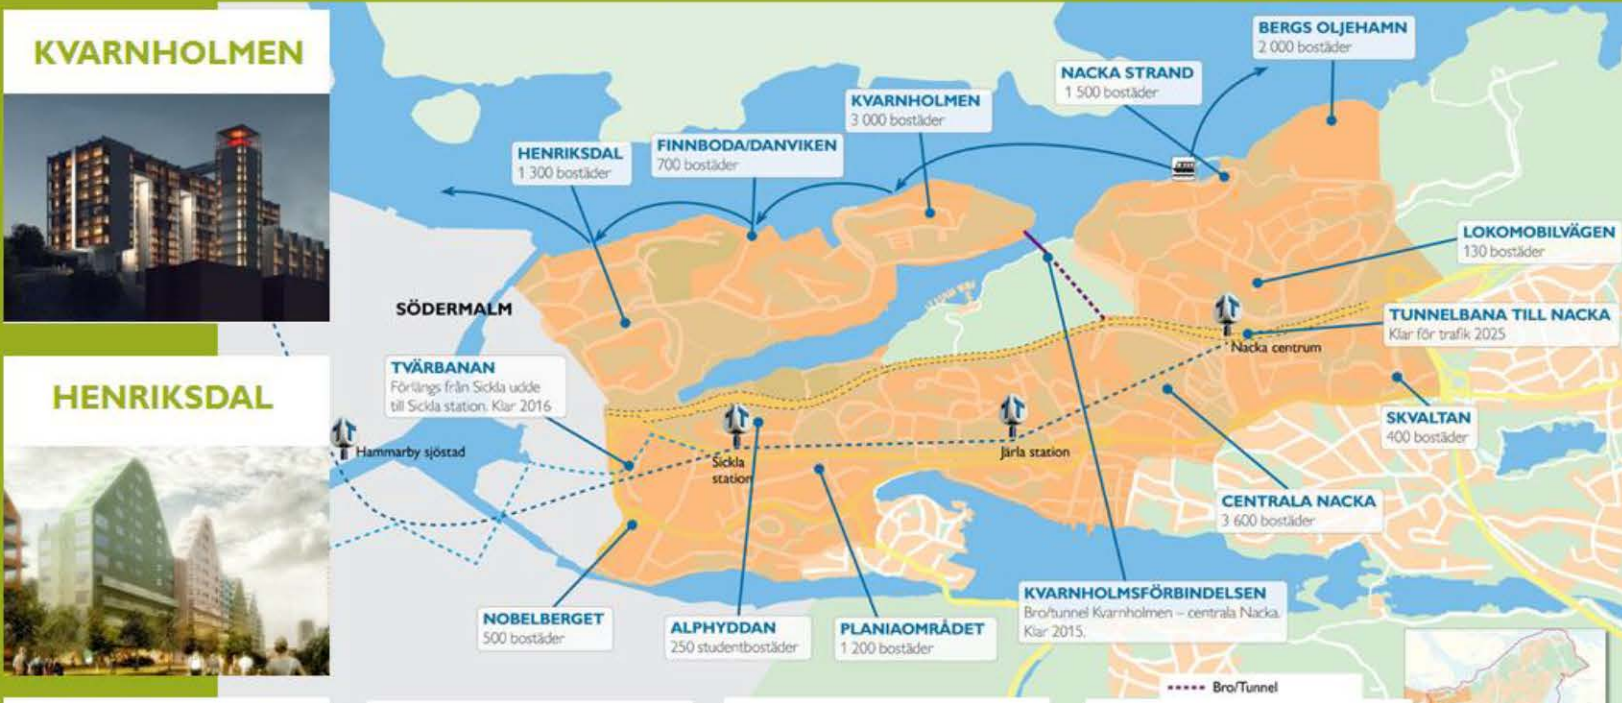 KVARNHOLMEN
HENRIKSDAL
BERGS OLJEHAMN
2 000 bostäder
NACKA STRAND
1 500 bostäder
KVARNHOLMEN
3 000 bostäder
FINNBODA/DANVIKEN
700 bostäder
HENRIKSDAL
1 300 bostäder
LOKOMOBILVÄGEN
130 bostäder
SÖDERMALM
TUNNELBANA TILL NACKA
Klar för trafik 2025
Nacka centrum
TVÄRBANAN
Förlängs från Sickla udde
till Sickla station. Klar 2016
SKVALTAN
400 bostäder
Hammarby sjöstad
Sickla
station
Järla station
CENTRALA NACKA
3 600 bostäder
KVARNHOLMSFÖRBINDELSEN
Bro/tunnel Kvarnholmen – centrala Nacka.
Klar 2015.
NOBELBERGET
500 bostäder
ALPHYDDAN
250 studentbostäder
PLANIAOMRÅDET
1 200 bostäder
Bro/Tunnel